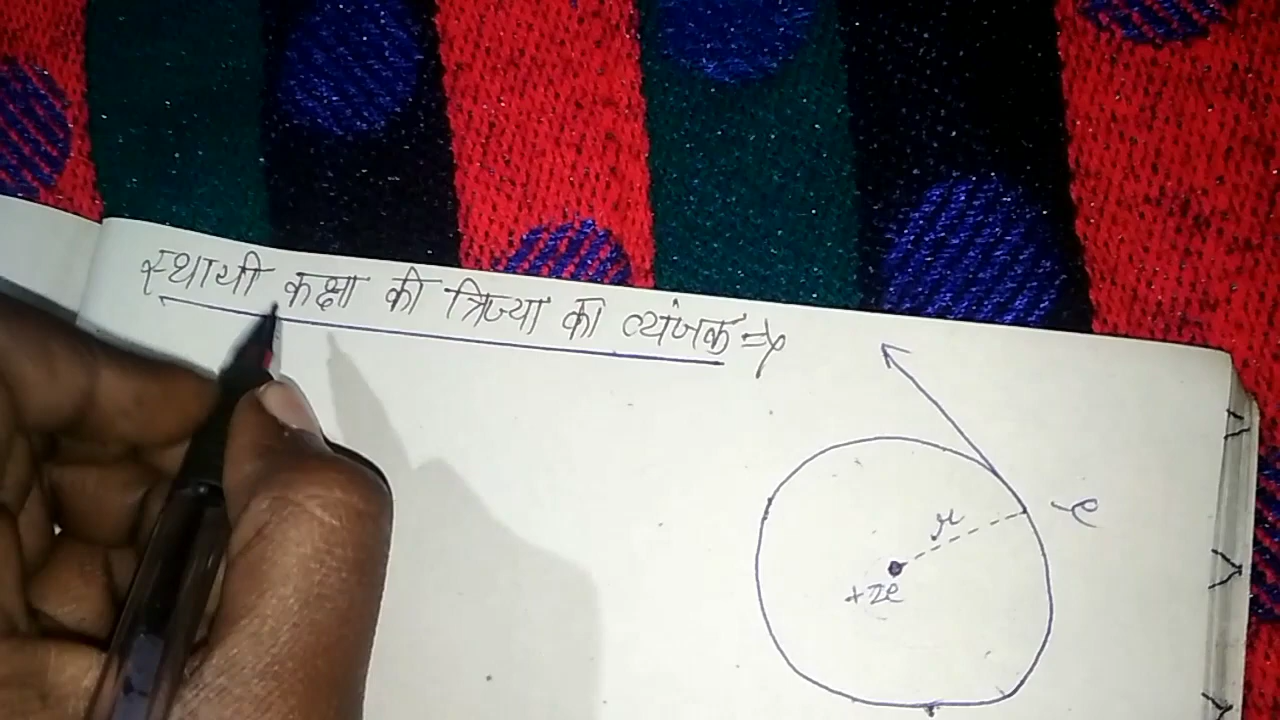 स्थायी कक्षा की त्रिज्या का व्यंजक ⇒
r
-e
+ze